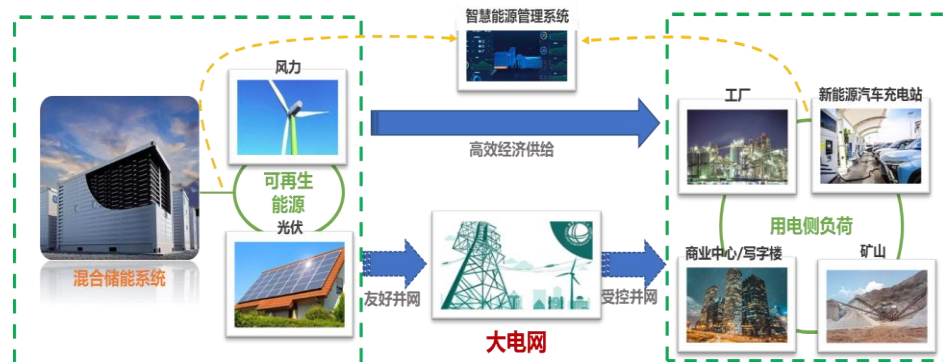 智慧能源管理系统
风力
可再生
能源
光伏
混合储能系统
高效经济供给
友好并网
大电网
受控并网
工厂
新能源汽车充电站
用电侧负荷
商业中心/写字楼
矿山